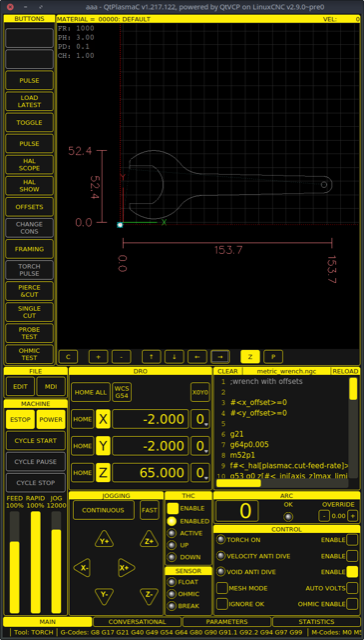 aaa - QtPlasmaC v1.217.122, powered by QtVCP on LinuxCNC v2.9.0~pre0
BUTTONS
MATERIAL = 00000: DEFAULT
VEL: 0
FR: 1000
PH: 3.00
PD: 0.1
CH: 1.00
PULSE
LOAD
LATEST
TOGGLE
PULSE
HAL
SCOPE
HAL
SHOW
OFFSETS
CHANGE
CONS
FRAMING
TORCH
PULSE
PIERCE
&CUT
SINGLE
CUT
PROBE
TEST
OHMIC
TEST
52.4
52.4
0.0
Y
X
153.7
0.0
153.7
C + - ↑ ↓ ← → Z P
FILE
EDIT MDI
MACHINE
ESTOP POWER
CYCLE START
CYCLE PAUSE
CYCLE STOP
FEED RAPID JOG
100% 100% 12000
DRO
HOME ALL
WCS
G54
X0Y0
HOME X -2.000 0
HOME Y -2.000 0
HOME Z 65.000 0
CLEAR metric_wrench.ngc RELOAD
1 ;wrench with offsets
2
3 #<x_offset>=0
4 #<y_offset>=0
5
6 g21
7 g64p0.005
8 m52p1
9 f#<_hal[plasmac.cut-feed-rate]>
10 g53 g0 z[#<_ini[axis_z]max_limi
JOGGING
CONTINUOUS FAST
Y+ Z+
X- X+
Y- Z-
THC
ENABLE
ENABLED
ACTIVE
UP
DOWN
SENSOR
FLOAT
OHMIC
BREAK
ARC
0
OK
OVERRIDE
- 0.00 +
CONTROL
TORCH ON ENABLE
VELOCITY ANTI DIVE ENABLE
VOID ANTI DIVE ENABLE
MESH MODE AUTO VOLTS
IGNORE OK OHMIC ENABLE
MAIN CONVERSATIONAL PARAMETERS STATISTICS
Tool: TORCH G-Codes: G8 G17 G21 G40 G49 G54 G64 G80 G90 G91.1 G92.2 G94 G97 G99 M-Codes: M0 M